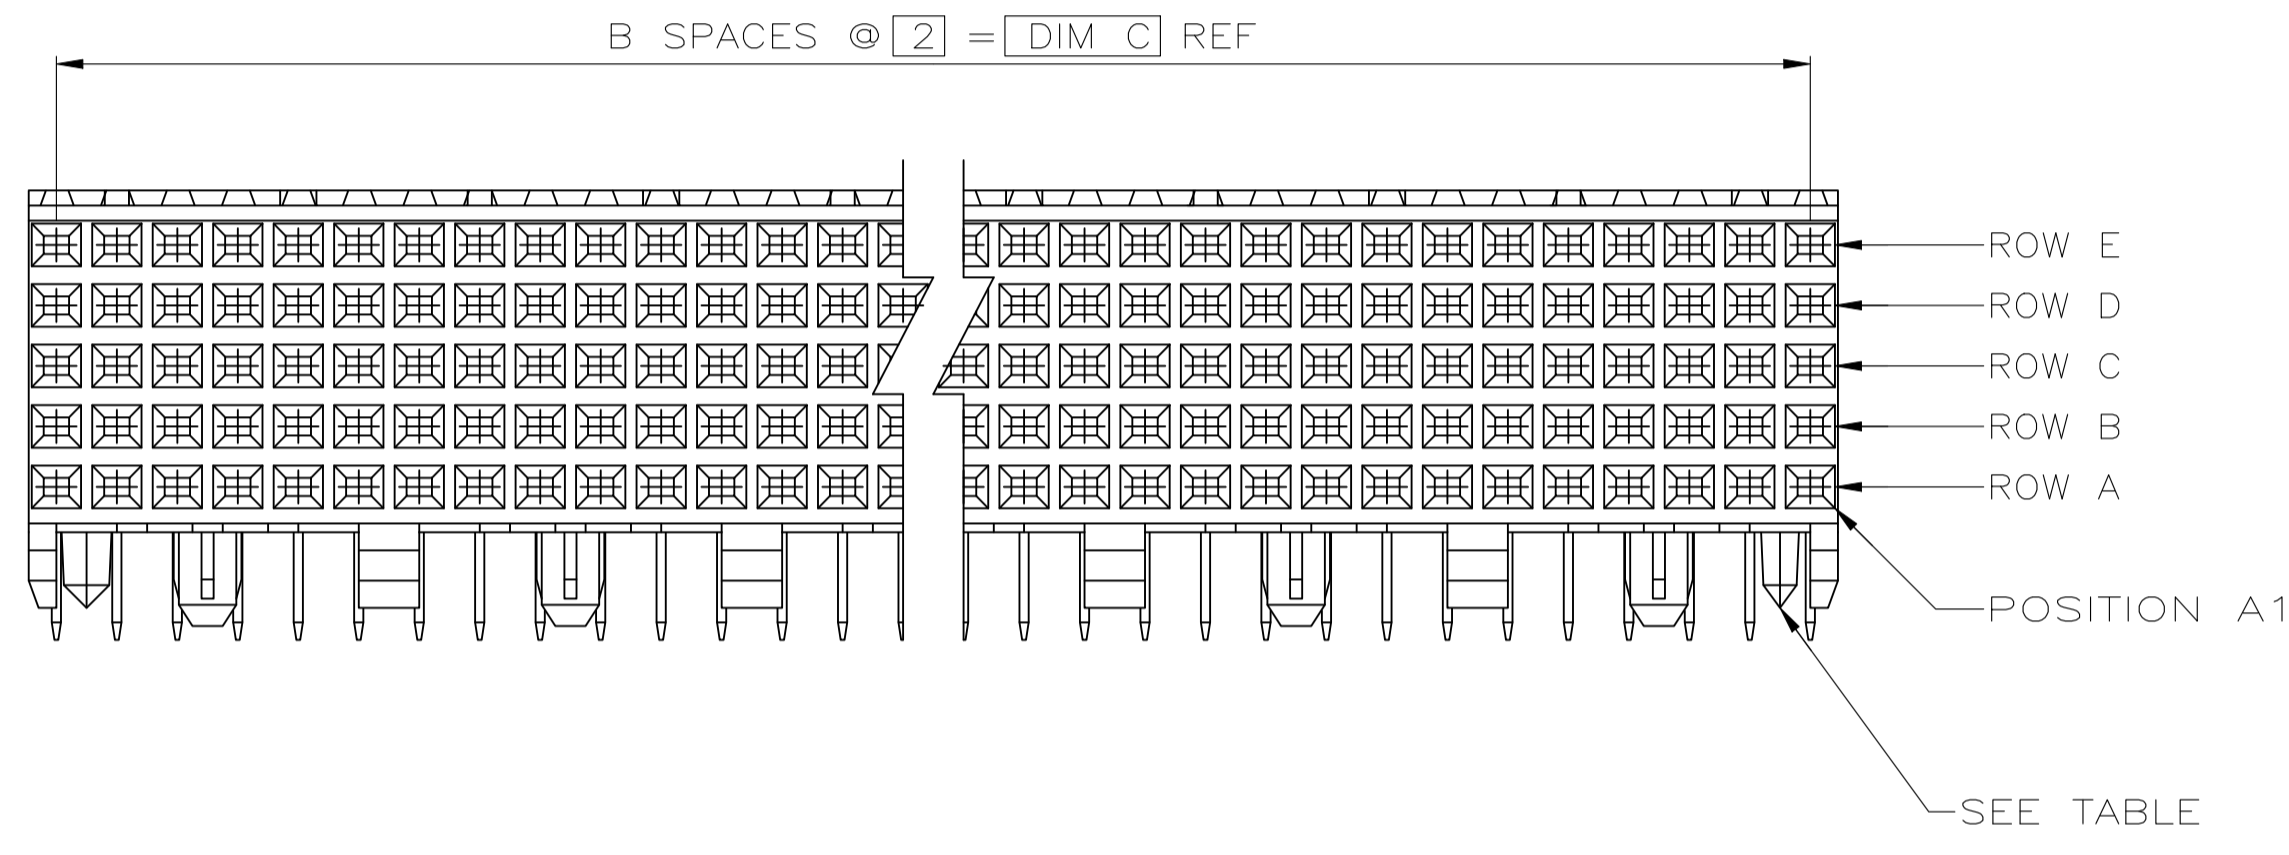 B SPACES @ 2 = DIM C REF
ROW E
ROW D
ROW C
ROW B
ROW A
POSITION A1
SEE TABLE